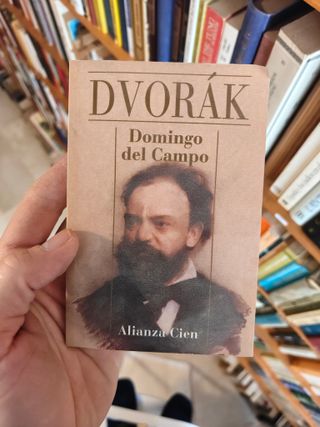 DVORÁK
Domingo
del Campo
Alianza Cien